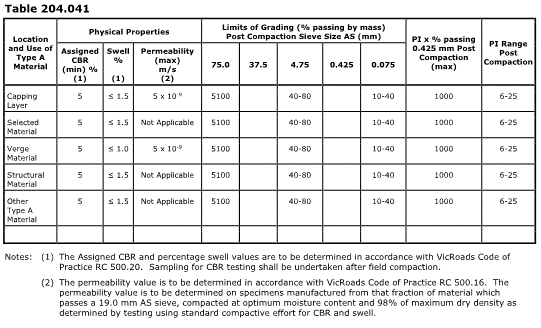 Table 204.041
Location and Use of Type A Material | Physical Properties | Limits of Grading (% passing by mass) Post Compaction Sieve Size AS (mm) | PI x % passing 0.425 mm Post Compaction (max) | PI Range Post Compaction
Assigned CBR (min) % (1) | Swell % (1) | Permeability (max) m/s (2) | 75.0 | 37.5 | 4.75 | 0.425 | 0.075
Capping Layer | 5 | ≤ 1.5 | 5 x 10⁻⁹ | 5100 | 40-80 | 10-40 | 1000 | 6-25
Selected Material | 5 | ≤ 1.5 | Not Applicable | 5100 | 40-80 | 10-40 | 1000 | 6-25
Verge Material | 5 | ≤ 1.0 | 5 x 10⁻⁹ | 5100 | 40-80 | 10-40 | 1000 | 6-25
Structural Material | 5 | ≤ 1.5 | Not Applicable | 5100 | 40-80 | 10-40 | 1000 | 6-25
Other Type A Material | 5 | ≤ 1.5 | Not Applicable | 5100 | 40-80 | 10-40 | 1000 | 6-25
Notes: (1) The Assigned CBR and percentage swell values are to be determined in accordance with VicRoads Code of
Practice RC 500.20. Sampling for CBR testing shall be undertaken after field compaction.
(2) The permeability value is to be determined in accordance with VicRoads Code of Practice RC 500.16. The
permeability value is to be determined on specimens manufactured from that fraction of material which
passes a 19.0 mm AS sieve, compacted at optimum moisture content and 98% of maximum dry density as
determined by testing using standard compactive effort for CBR and swell.